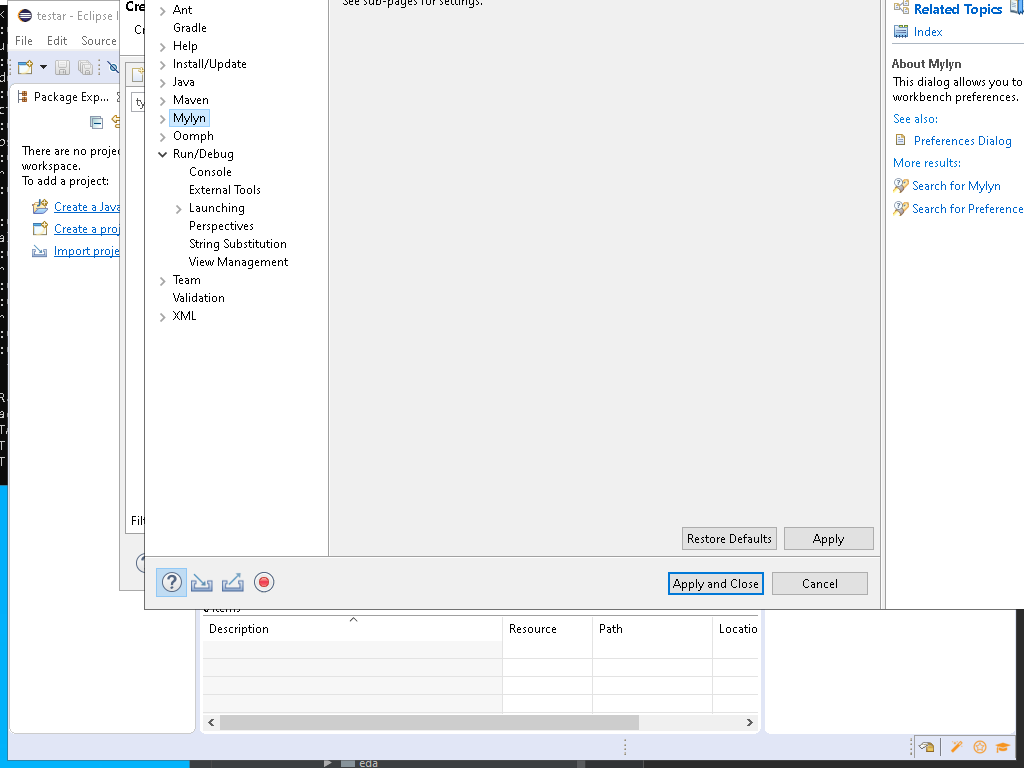 testar - Eclipse I
File Edit Source
Package Exp...
There are no proje
workspace.
To add a project:
Create a Java
Create a proj
Import proje
Cre
Cr
ty
Filt
See sub-pages for settings.
Ant
Gradle
Help
Install/Update
Java
Maven
Mylyn
Oomph
Run/Debug
Console
External Tools
Launching
Perspectives
String Substitution
View Management
Team
Validation
XML
Restore Defaults
Apply
Apply and Close
Cancel
Related Topics
Index
About Mylyn
This dialog allows you to
workbench preferences.
See also:
Preferences Dialog
More results:
Search for Mylyn
Search for Preference
Description Resource Path Locatio
eda